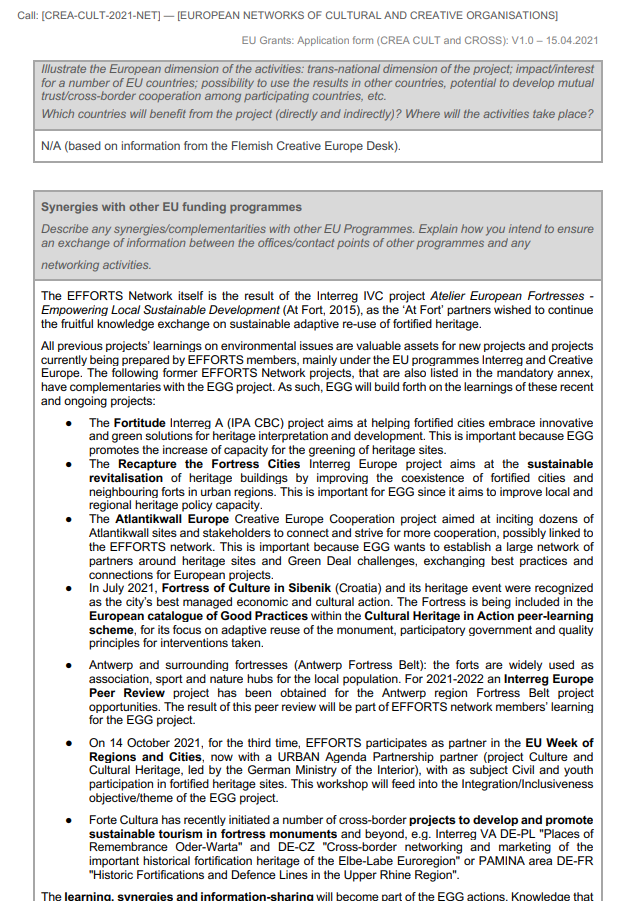 Call: [CREA-CULT-2021-NET] — [EUROPEAN NETWORKS OF CULTURAL AND CREATIVE ORGANISATIONS]
EU Grants: Application form (CREA CULT and CROSS): V1.0 – 15.04.2021
Illustrate the European dimension of the activities: trans-national dimension of the project; impact/interest
for a number of EU countries; possibility to use the results in other countries, potential to develop mutual
trust/cross-border cooperation among participating countries, etc.
Which countries will benefit from the project (directly and indirectly)? Where will the activities take place?
N/A (based on information from the Flemish Creative Europe Desk).
Synergies with other EU funding programmes
Describe any synergies/complementarities with other EU Programmes. Explain how you intend to ensure
an exchange of information between the offices/contact points of other programmes and any
networking activities.
The EFFORTS Network itself is the result of the Interreg IVC project Atelier European Fortresses -
Empowering Local Sustainable Development (At Fort, 2015), as the ‘At Fort’ partners wished to continue
the fruitful knowledge exchange on sustainable adaptive re-use of fortified heritage.
All previous projects’ learnings on environmental issues are valuable assets for new projects and projects
currently being prepared by EFFORTS members, mainly under the EU programmes Interreg and Creative
Europe. The following former EFFORTS Network projects, that are also listed in the mandatory annex,
have complementaries with the EGG project. As such, EGG will build forth on the learnings of these recent
and ongoing projects:
● The Fortitude Interreg A (IPA CBC) project aims at helping fortified cities embrace innovative
and green solutions for heritage interpretation and development. This is important because EGG
promotes the increase of capacity for the greening of heritage sites.
● The Recapture the Fortress Cities Interreg Europe project aims at the sustainable
revitalisation of heritage buildings by improving the coexistence of fortified cities and
neighbouring forts in urban regions. This is important for EGG since it aims to improve local and
regional heritage policy capacity.
● The Atlantikwall Europe Creative Europe Cooperation project aimed at inciting dozens of
Atlantikwall sites and stakeholders to connect and strive for more cooperation, possibly linked to
the EFFORTS network. This is important because EGG wants to establish a large network of
partners around heritage sites and Green Deal challenges, exchanging best practices and
connections for European projects.
● In July 2021, Fortress of Culture in Sibenik (Croatia) and its heritage event were recognized
as the city’s best managed economic and cultural action. The Fortress is being included in the
European catalogue of Good Practices within the Cultural Heritage in Action peer-learning
scheme, for its focus on adaptive reuse of the monument, participatory government and quality
principles for interventions taken.
● Antwerp and surrounding fortresses (Antwerp Fortress Belt): the forts are widely used as
association, sport and nature hubs for the local population. For 2021-2022 an Interreg Europe
Peer Review project has been obtained for the Antwerp region Fortress Belt project
opportunities. The result of this peer review will be part of EFFORTS network members’ learning
for the EGG project.
● On 14 October 2021, for the third time, EFFORTS participates as partner in the EU Week of
Regions and Cities, now with a URBAN Agenda Partnership partner (project Culture and
Cultural Heritage, led by the German Ministry of the Interior), with as subject Civil and youth
participation in fortified heritage sites. This workshop will feed into the Integration/Inclusiveness
objective/theme of the EGG project.
● Forte Cultura has recently initiated a number of cross-border projects to develop and promote
sustainable tourism in fortress monuments and beyond, e.g. Interreg VA DE-PL "Places of
Remembrance Oder-Warta" and DE-CZ "Cross-border networking and marketing of the
important historical fortification heritage of the Elbe-Labe Euroregion" or PAMINA area DE-FR
"Historic Fortifications and Defence Lines in the Upper Rhine Region".
The learning, synergies and information-sharing will become part of the EGG actions. Knowledge that